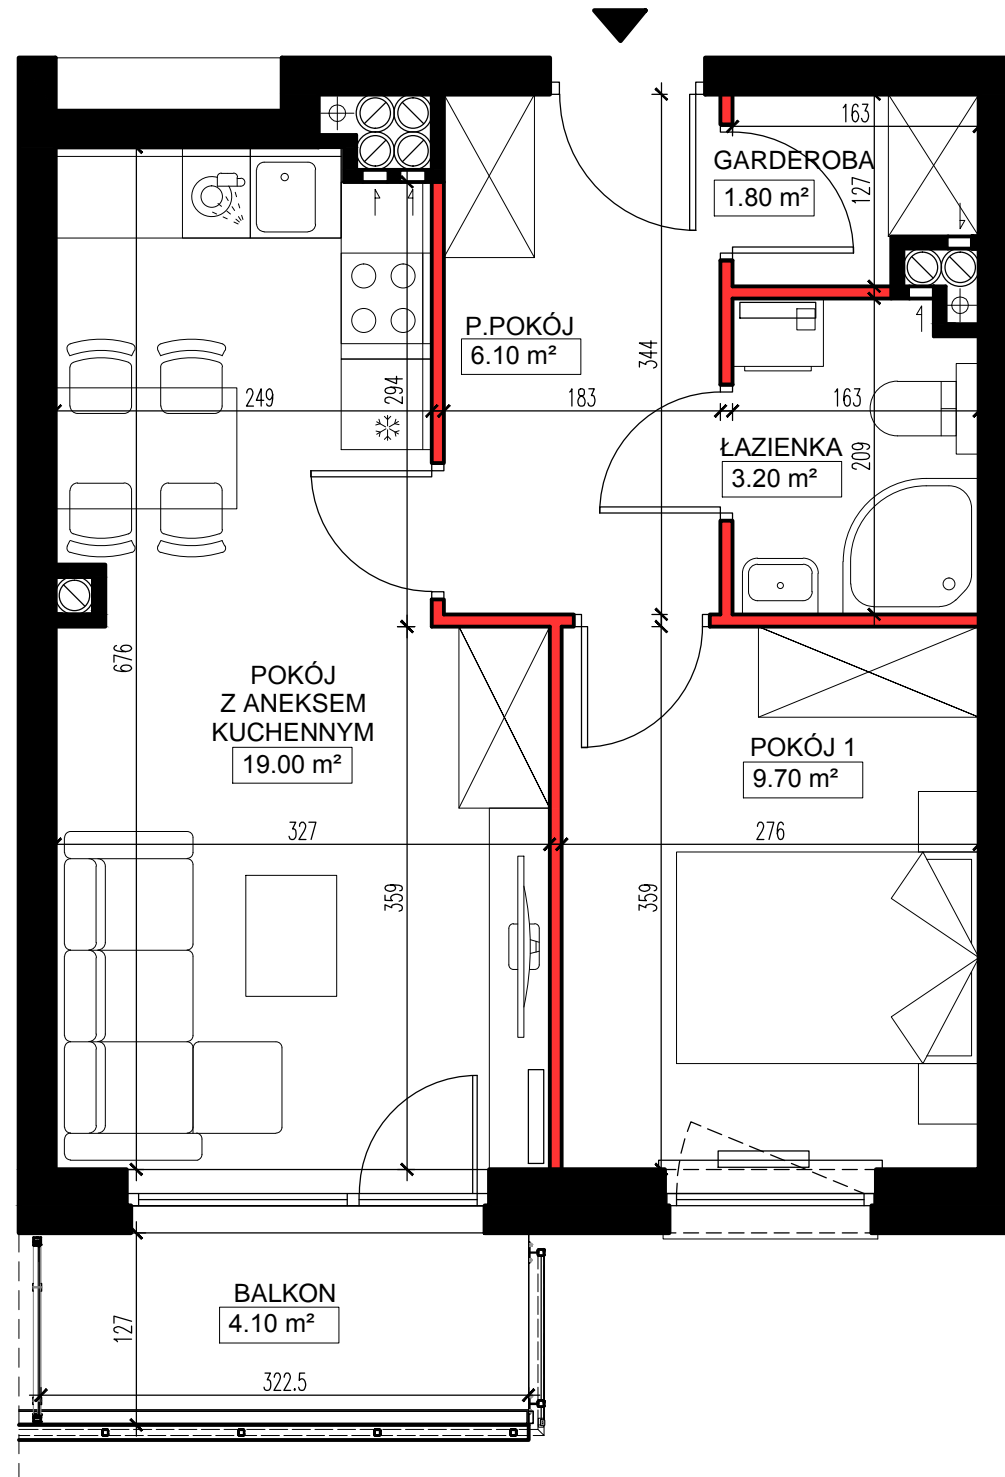 163
GARDEROBA
1.80 m²
127
P.POKÓJ
6.10 m²
344
294
249
183
163
ŁAZIENKA
3.20 m²
209
676
POKÓJ
Z ANEKSEM
KUCHENNYM
19.00 m²
POKÓJ 1
9.70 m²
327
276
359
359
BALKON
4.10 m²
127
322.5